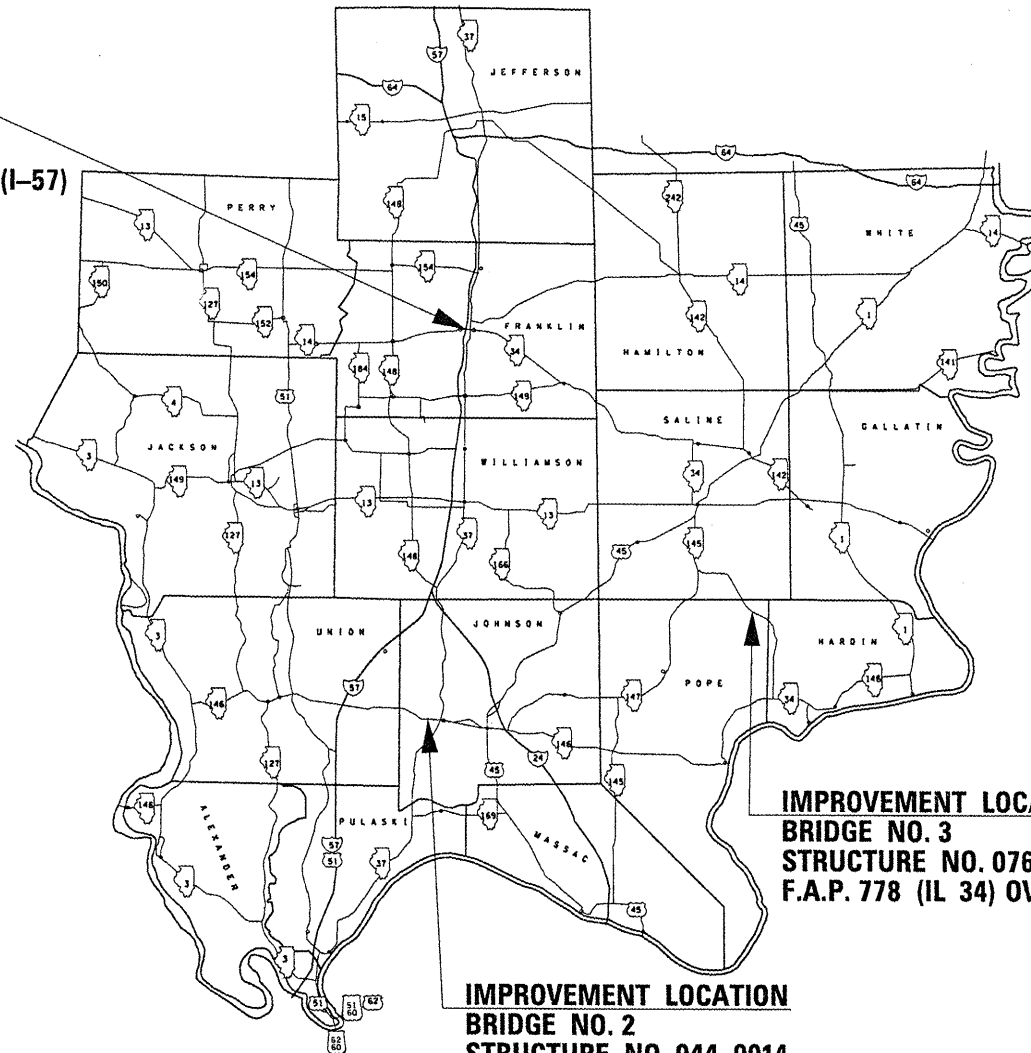 37
57
JEFFERSON
64
15
64
(I-57)
148
242
64
PERRY
45
WHITE
14
13
154
154
14
150
127
152
142
1
14
FRANKLIN
34
HAMILTON
184
148
141
149
4
51
SALINE
GALLATIN
JACKSON
3
WILLIAMSON
149
13
34
142
13
13
127
148
37
166
45
145
1
3
UNION
JOHNSON
HARDIN
1
57
POPE
146
147
34
146
146
127
45
24
145
146
ALEXANDER
PULASKI
169
MASSAC
57
51
37
3
45
3
51
51
60
62
62
60
IMPROVEMENT LOCA
BRIDGE NO. 3
STRUCTURE NO. 076
F.A.P. 778 (IL 34) OV
IMPROVEMENT LOCATION
BRIDGE NO. 2
STRUCTURE NO. 044-0014